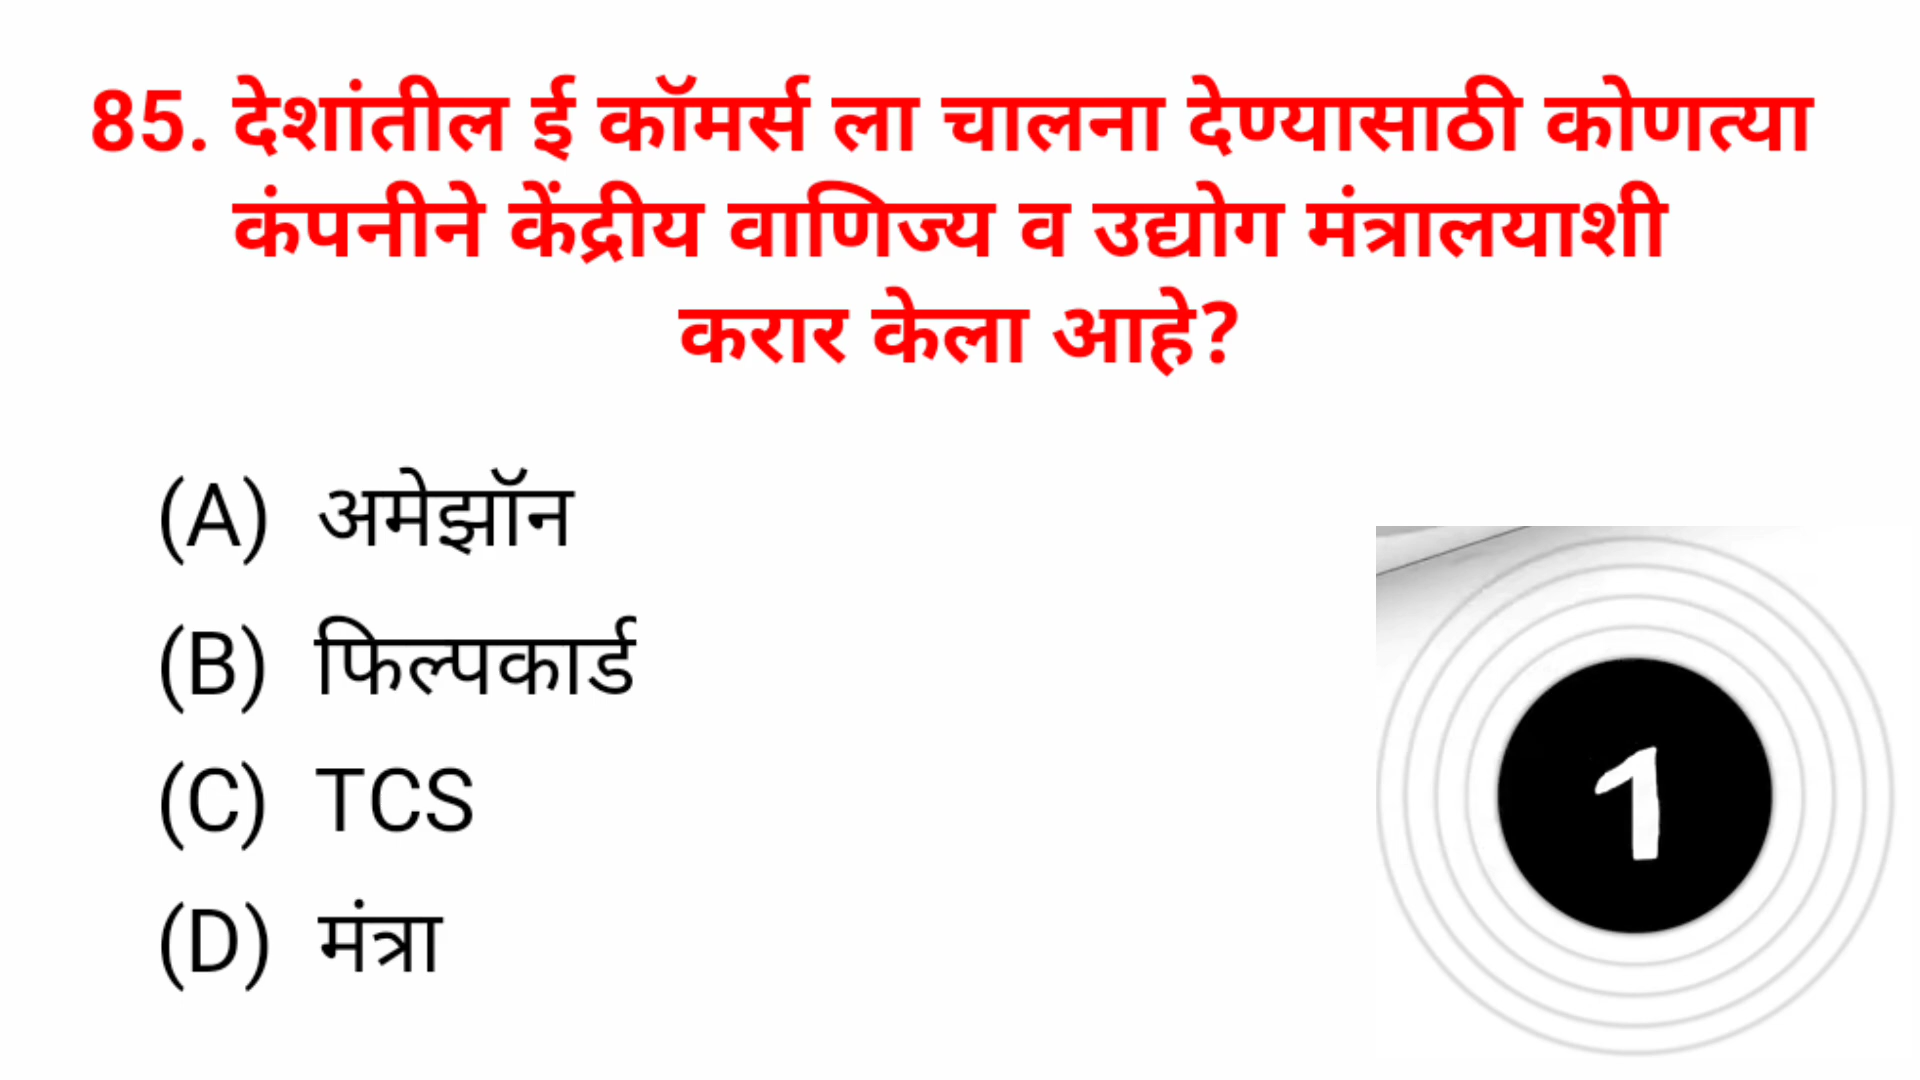 85. देशांतील ई कॉमर्स ला चालना देण्यासाठी कोणत्या
कंपनीने केंद्रीय वाणिज्य व उद्योग मंत्रालयाशी
करार केला आहे?
(A) अमेझॉन
(B) फिल्पकार्ड
(C) TCS
(D) मंत्रा
1